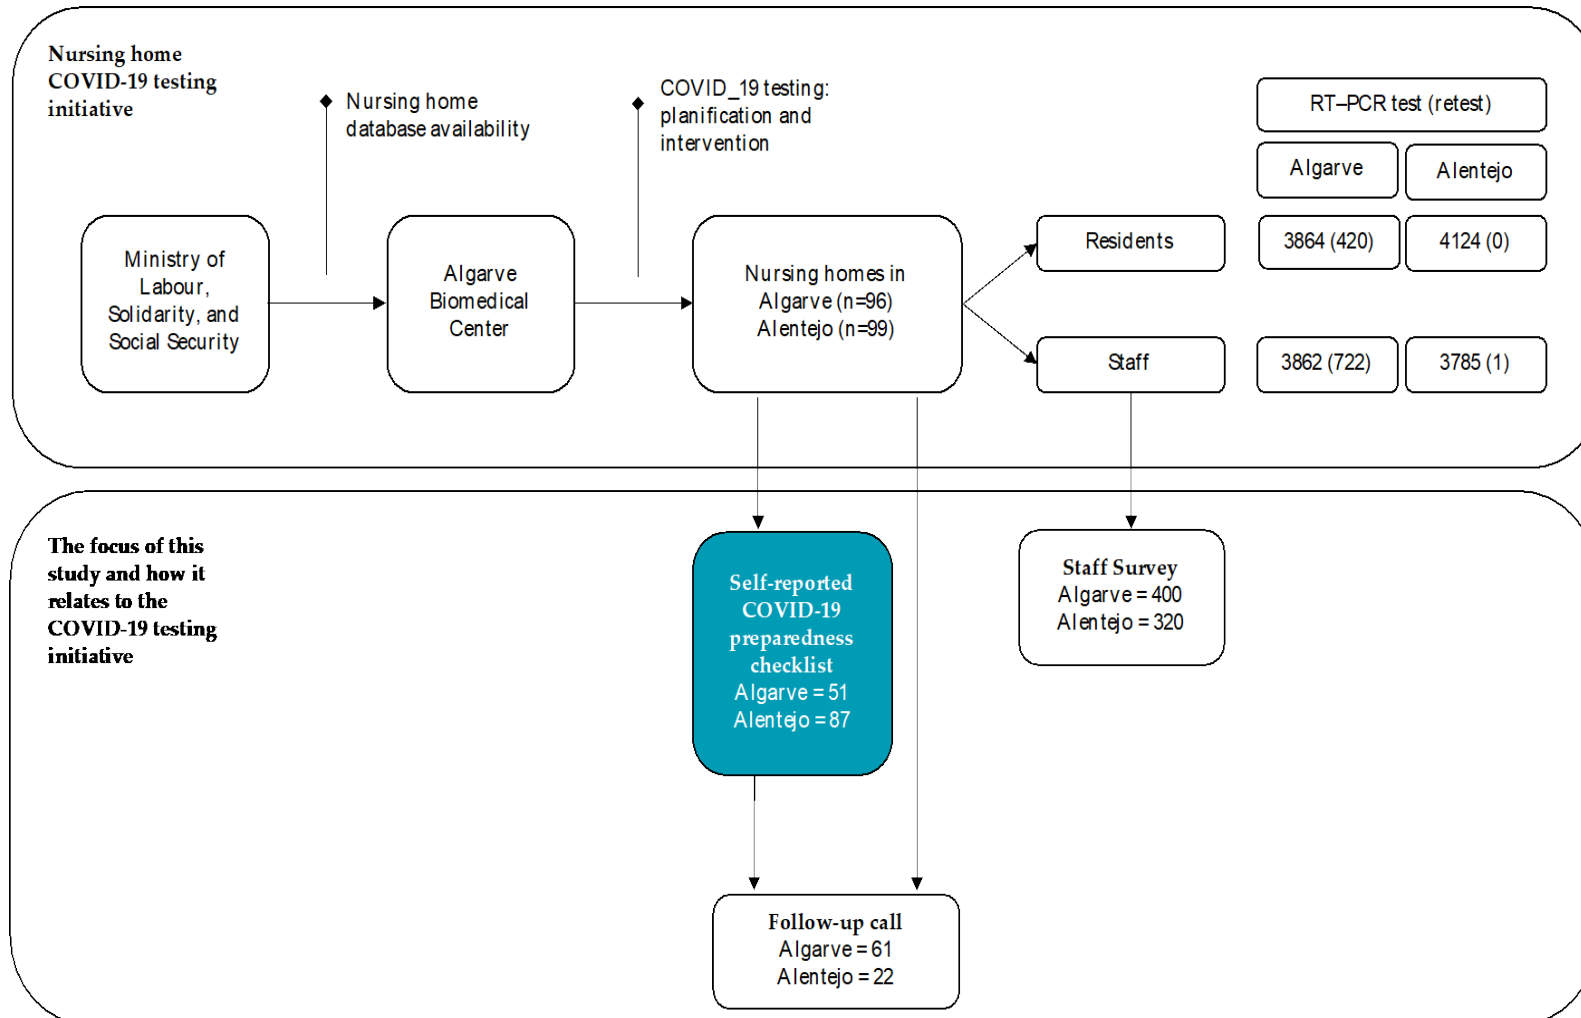 Nursing home
COVID-19 testing
initiative
Nursing home
database availability
COVID_19 testing:
planification and
intervention
RT–PCR test (retest)
Algarve
Alentejo
Ministry of
Labour,
Solidarity, and
Social Security
Algarve
Biomedical
Center
Nursing homes in
Algarve (n=96)
Alentejo (n=99)
Residents
3864 (420)
4124 (0)
Staff
3862 (722)
3785 (1)
The focus of this
study and how it
relates to the
COVID-19 testing
initiative
Self-reported
COVID-19
preparedness
checklist
Algarve = 51
Alentejo = 87
Staff Survey
Algarve = 400
Alentejo = 320
Follow-up call
Algarve = 61
Alentejo = 22